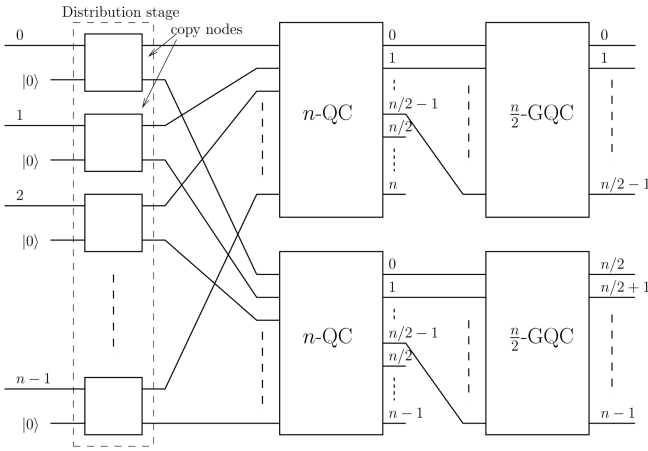 Distribution stage
copy nodes
0
|0⟩
1
|0⟩
2
|0⟩
n − 1
|0⟩
n-QC
0
1
n/2 − 1
n/2
n
n/2-GQC
0
1
n/2 − 1
n-QC
0
1
n/2 − 1
n/2
n − 1
n/2-GQC
n/2
n/2 + 1
n − 1